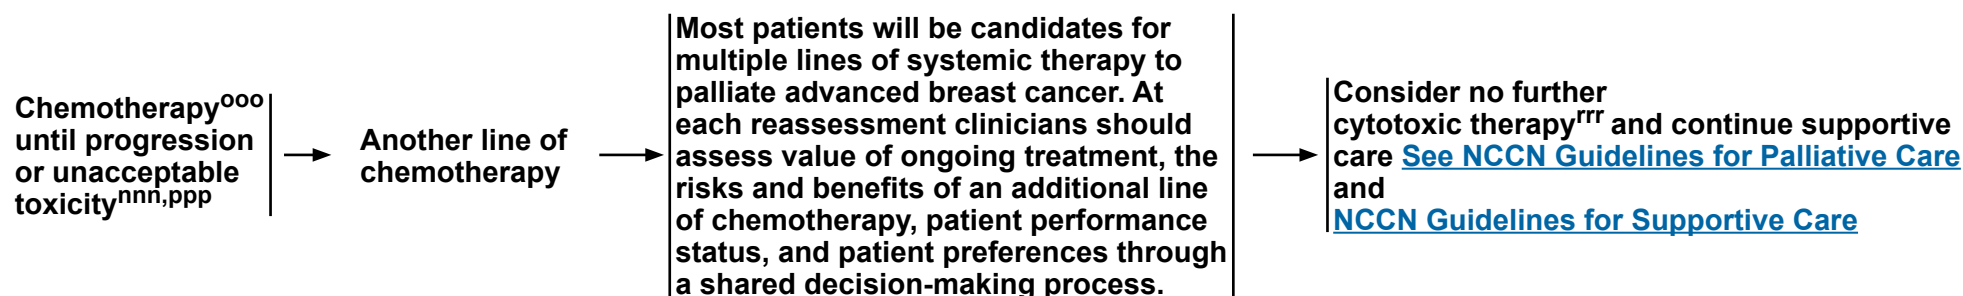 Chemotherapyooo
until progression
or unacceptable
toxicitynnn,ppp
Another line of
chemotherapy
Most patients will be candidates for
multiple lines of systemic therapy to
palliate advanced breast cancer. At
each reassessment clinicians should
assess value of ongoing treatment, the
risks and benefits of an additional line
of chemotherapy, patient performance
status, and patient preferences through
a shared decision-making process.
Consider no further
cytotoxic therapyrrr and continue supportive
care See NCCN Guidelines for Palliative Care
and
NCCN Guidelines for Supportive Care